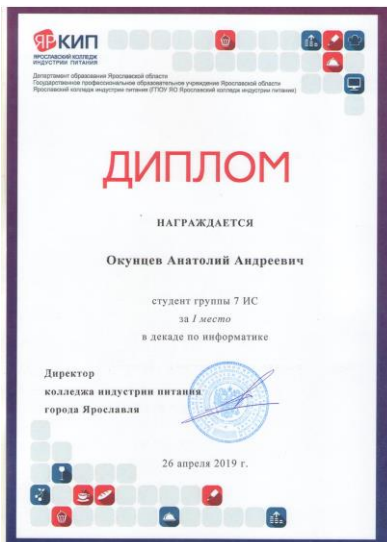 ЯРКИП
ЯРОСЛАВСКИЙ КОЛЛЕДЖ
ИНДУСТРИИ ПИТАНИЯ
Департамент образования Ярославской области
Государственное профессиональное образовательное учреждение Ярославской области
Ярославский колледж индустрии питания (ГПОУ ЯО Ярославский колледж индустрии питания)
ДИПЛОМ
НАГРАЖДАЕТСЯ
Окунцев Анатолий Андреевич
студент группы 7 ИС
за I место
в декаде по информатике
Директор
колледжа индустрии питания
города Ярославля
26 апреля 2019 г.